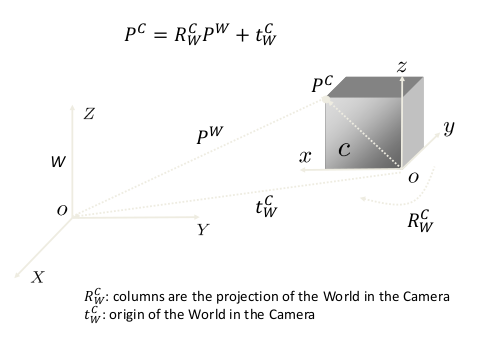 P^C = R_W^C P^W + t_W^C
z
P^C
Z
y
P^W
C
x
W
o
O
t_W^C
R_W^C
Y
X
R_W^C: columns are the projection of the World in the Camera
t_W^C: origin of the World in the Camera